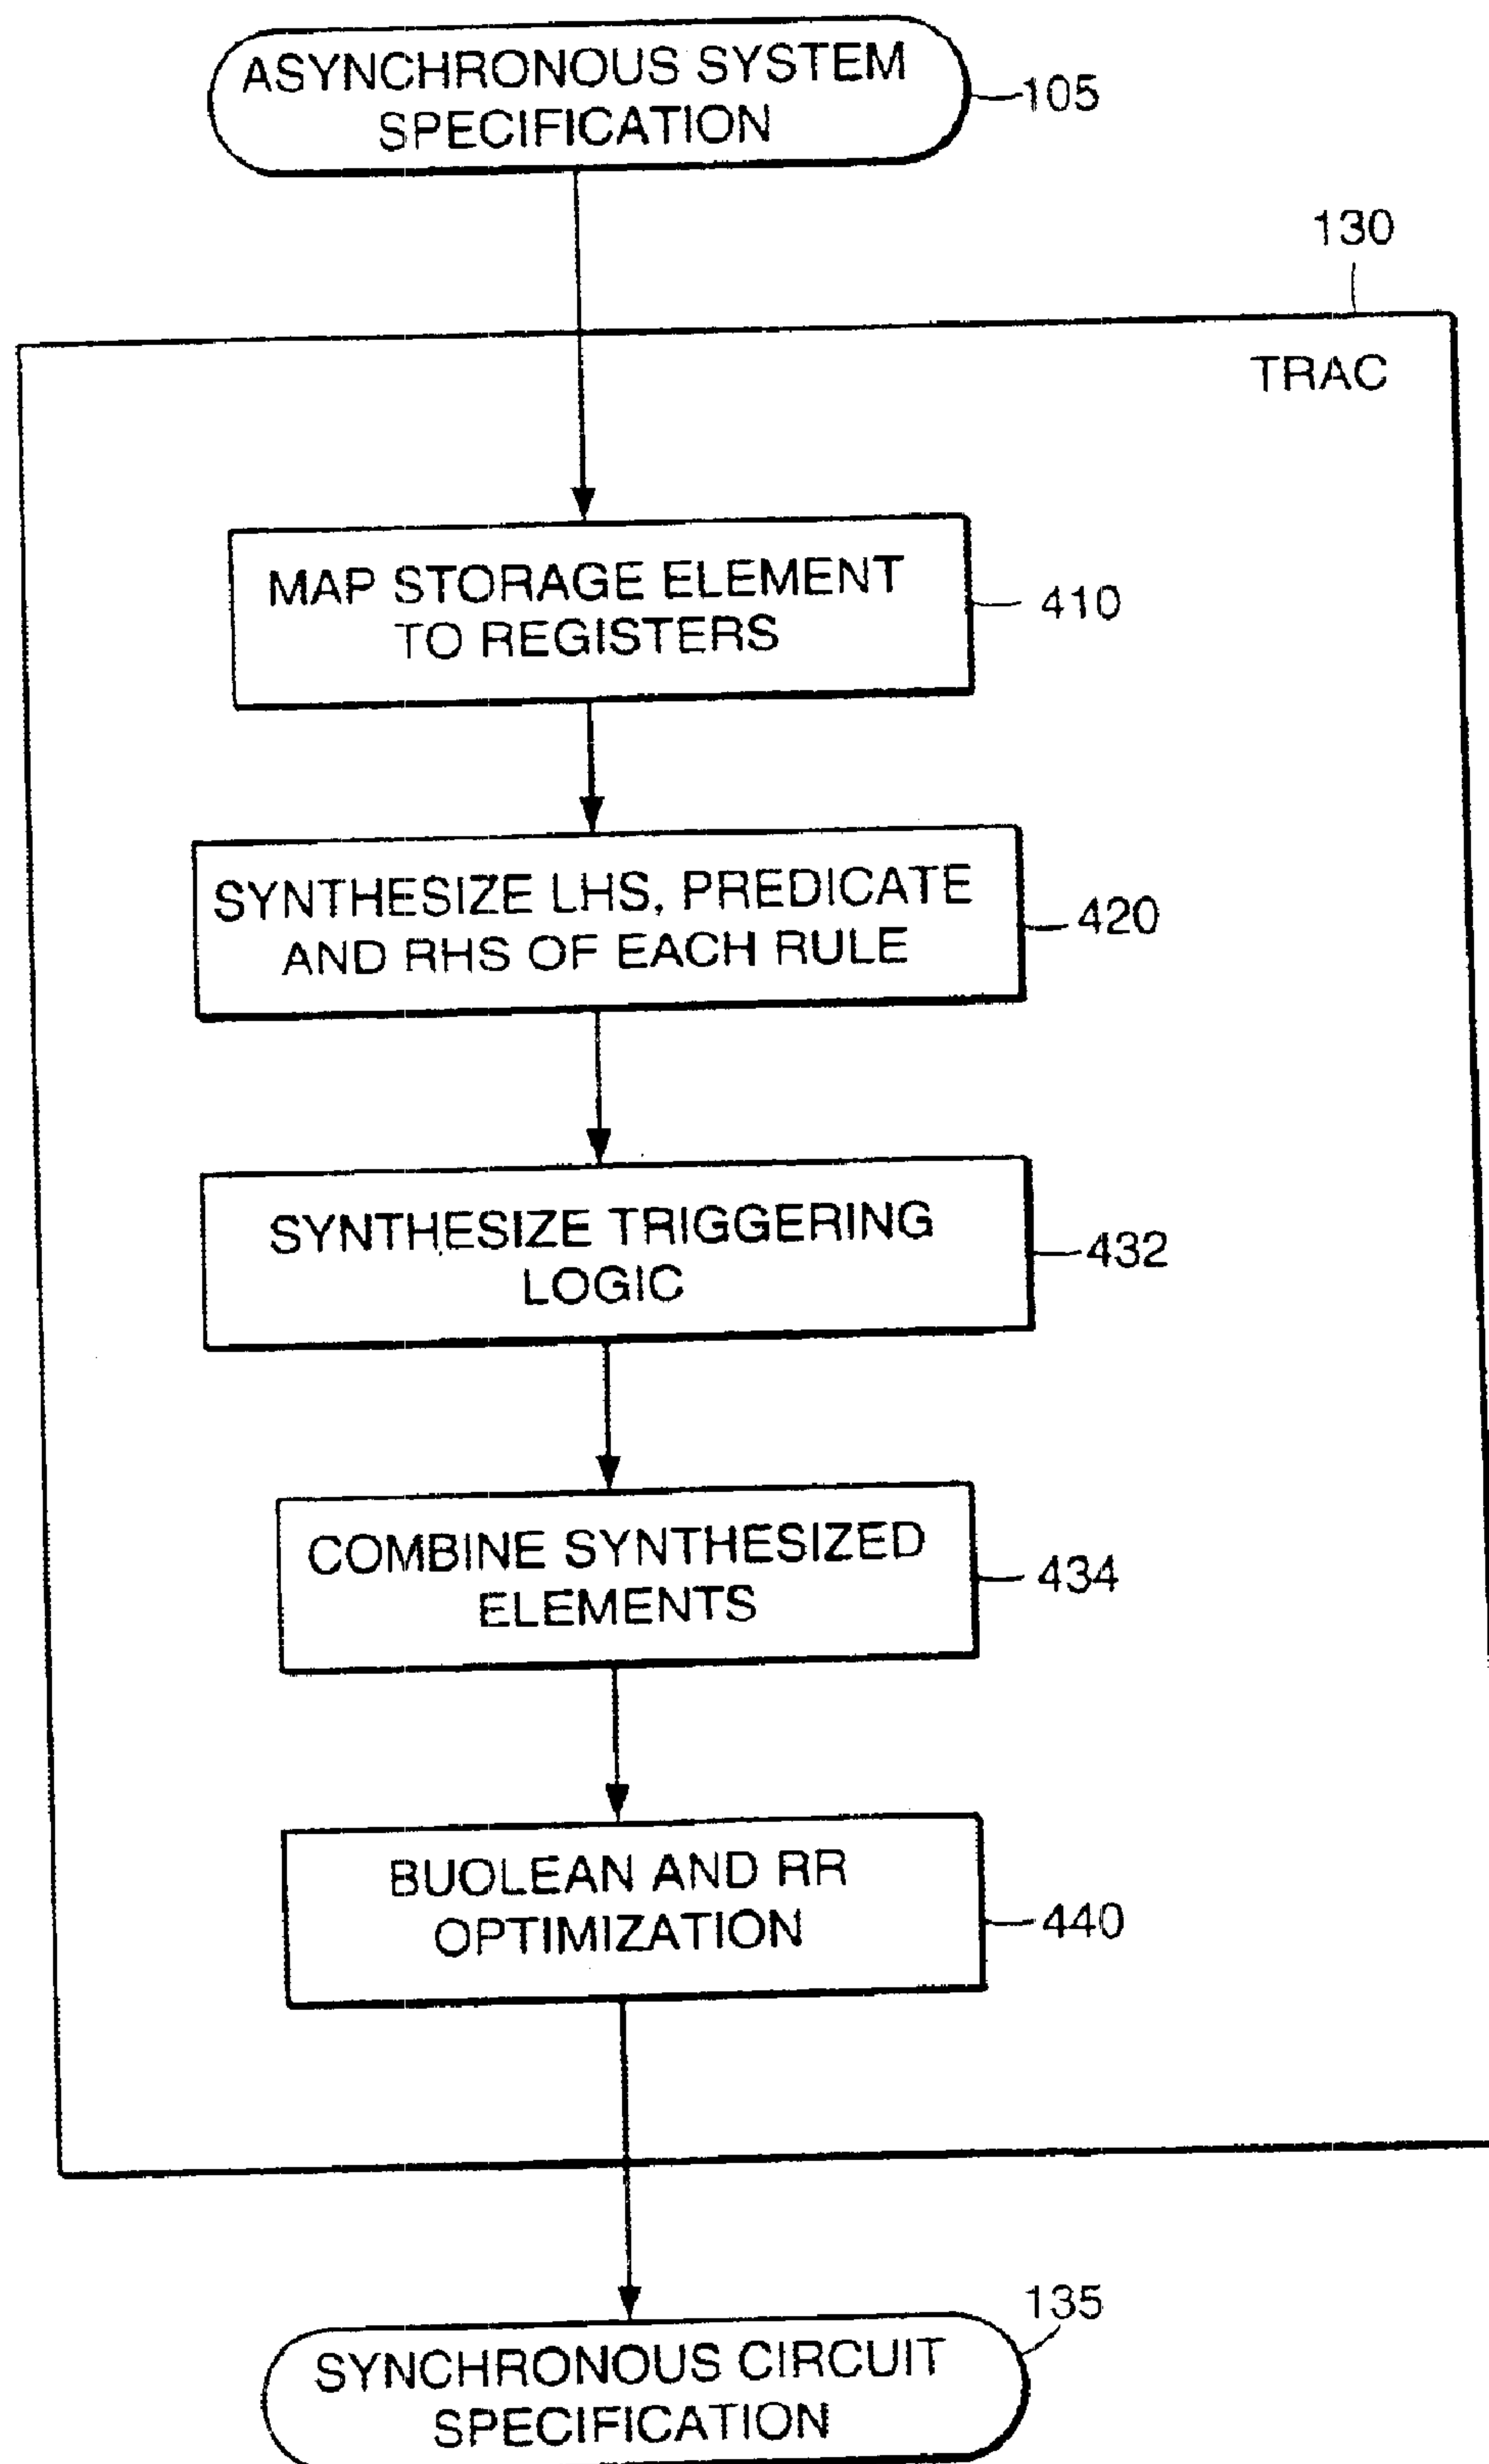 ASYNCHRONOUS SYSTEM
SPECIFICATION
105
130
TRAC
MAP STORAGE ELEMENT
TO REGISTERS
410
SYNTHESIZE LHS, PREDICATE
AND RHS OF EACH RULE
420
SYNTHESIZE TRIGGERING
LOGIC
432
COMBINE SYNTHESIZED
ELEMENTS
434
BUOLEAN AND RR
OPTIMIZATION
440
135
SYNCHRONOUS CIRCUIT
SPECIFICATION